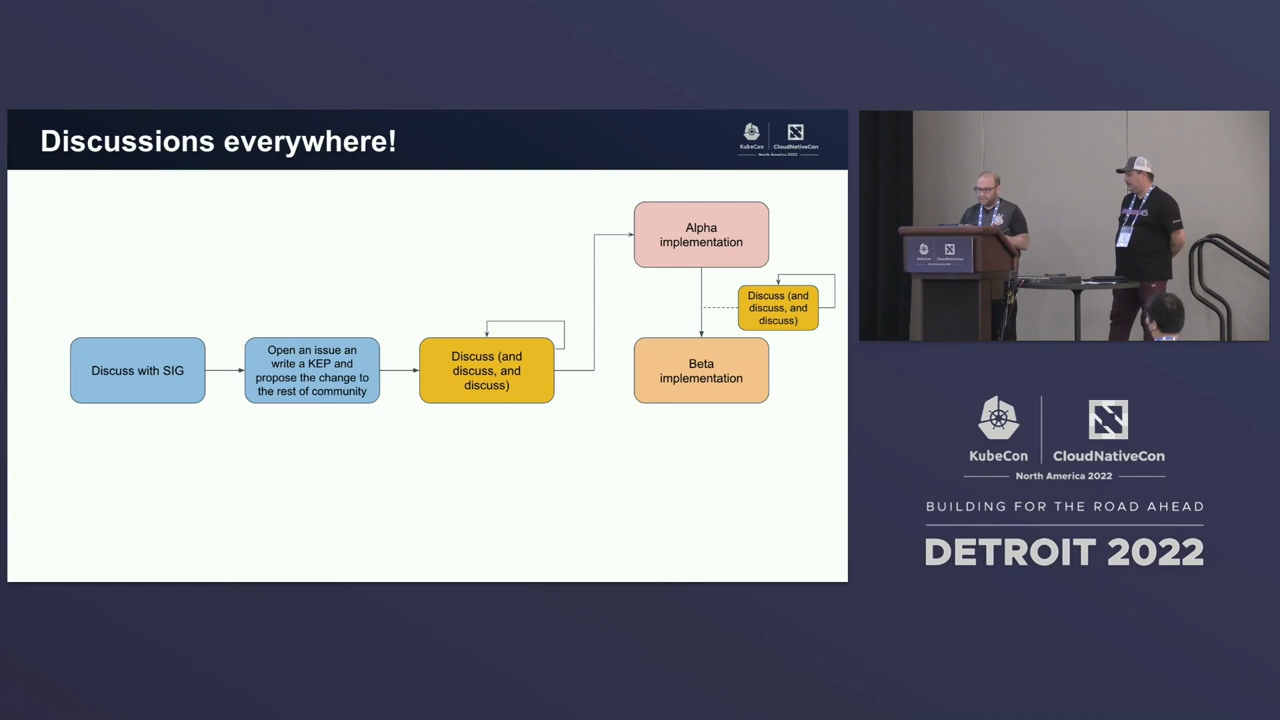 Discussions everywhere!
KubeCon
CloudNativeCon
North America 2022
Discuss with SIG
Open an issue an
write a KEP and
propose the change to
the rest of community
Discuss (and
discuss, and
discuss)
Alpha
implementation
Discuss (and
discuss, and
discuss)
Beta
implementation
KubeCon
CloudNativeCon
North America 2022
BUILDING FOR THE ROAD AHEAD
DETROIT 2022